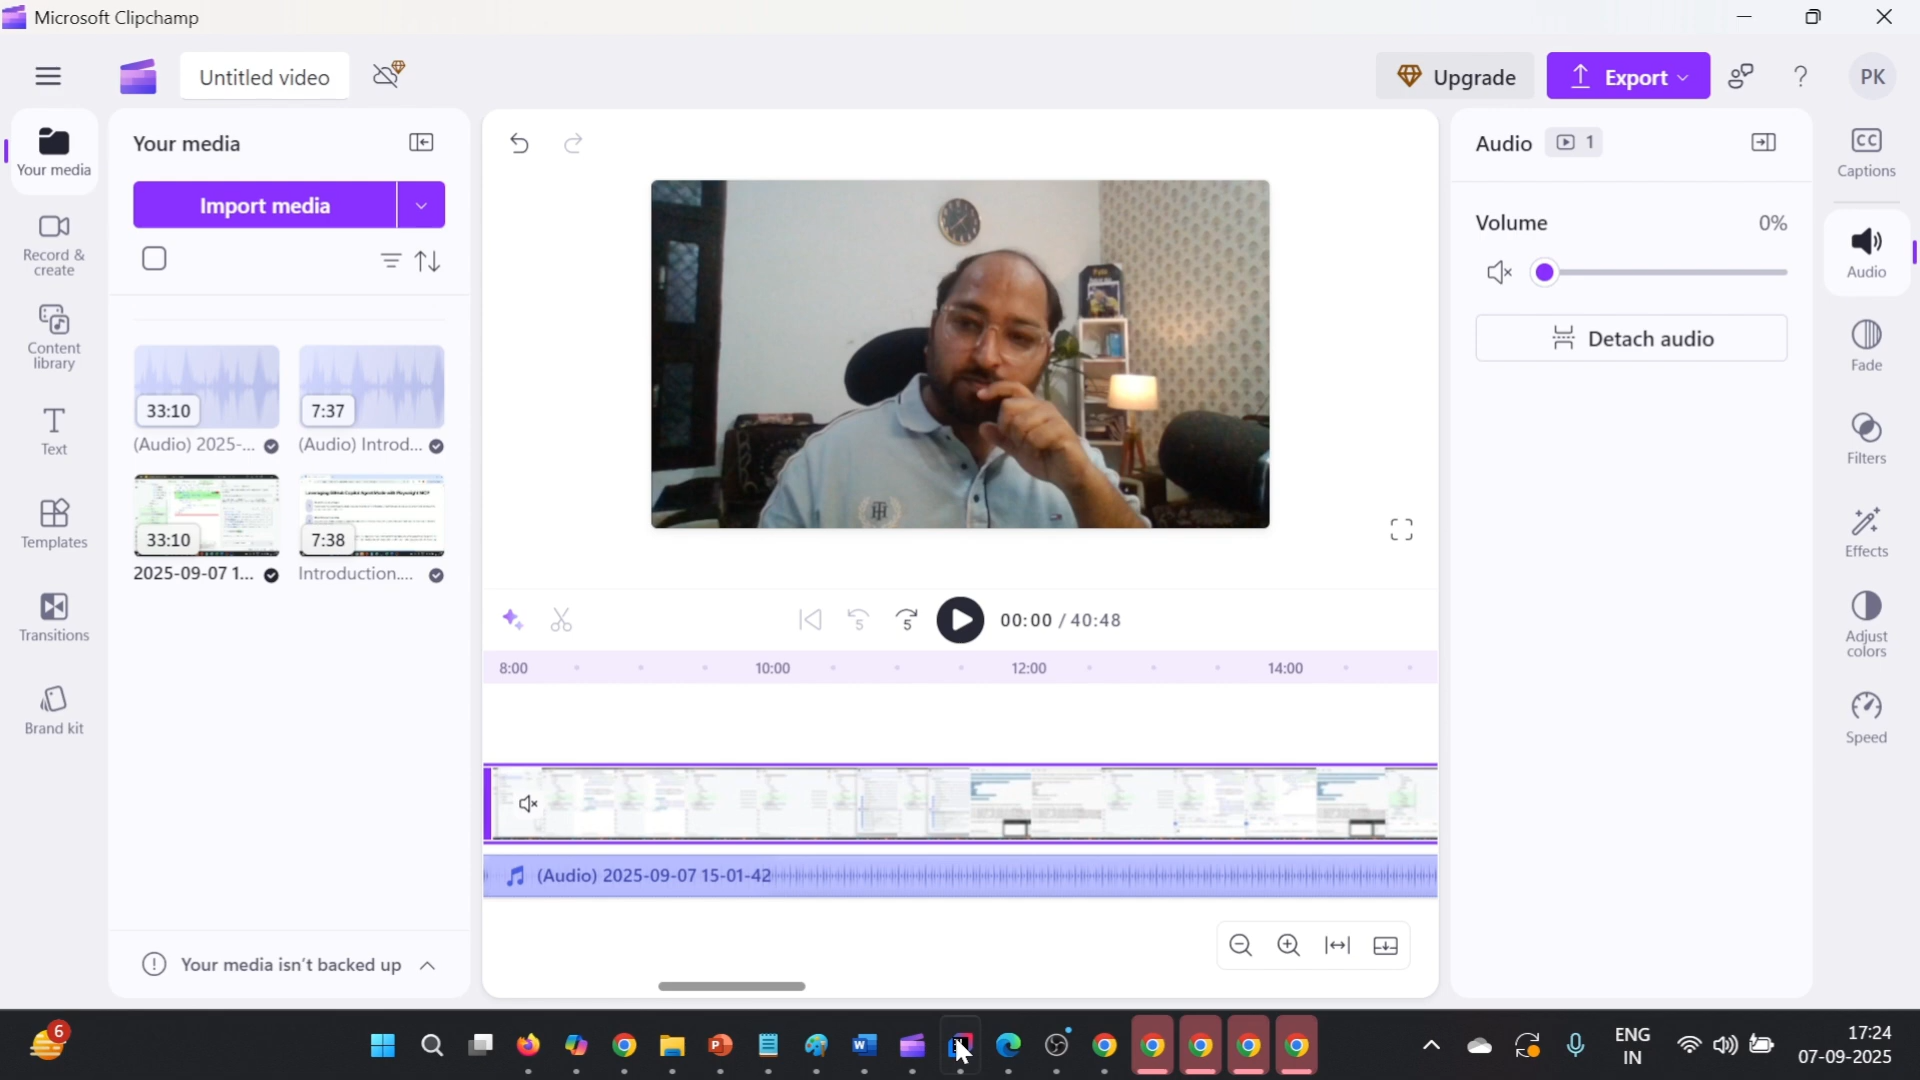 Microsoft Clipchamp
Untitled video
Upgrade
Export
PK
Your media
Record & create
Content library
Text
Templates
Transitions
Brand kit
Your media
Import media
33:10
7:37
(Audio) 2025-...
(Audio) Introd...
33:10
7:38
2025-09-07 1...
Introduction....
Your media isn't backed up
00:00 / 40:48
8:00
10:00
12:00
14:00
(Audio) 2025-09-07 15-01-42
Audio
1
Volume
0%
Detach audio
CC
Captions
Audio
Fade
Filters
Effects
Adjust colors
Speed
6
ENG
IN
17:24
07-09-2025